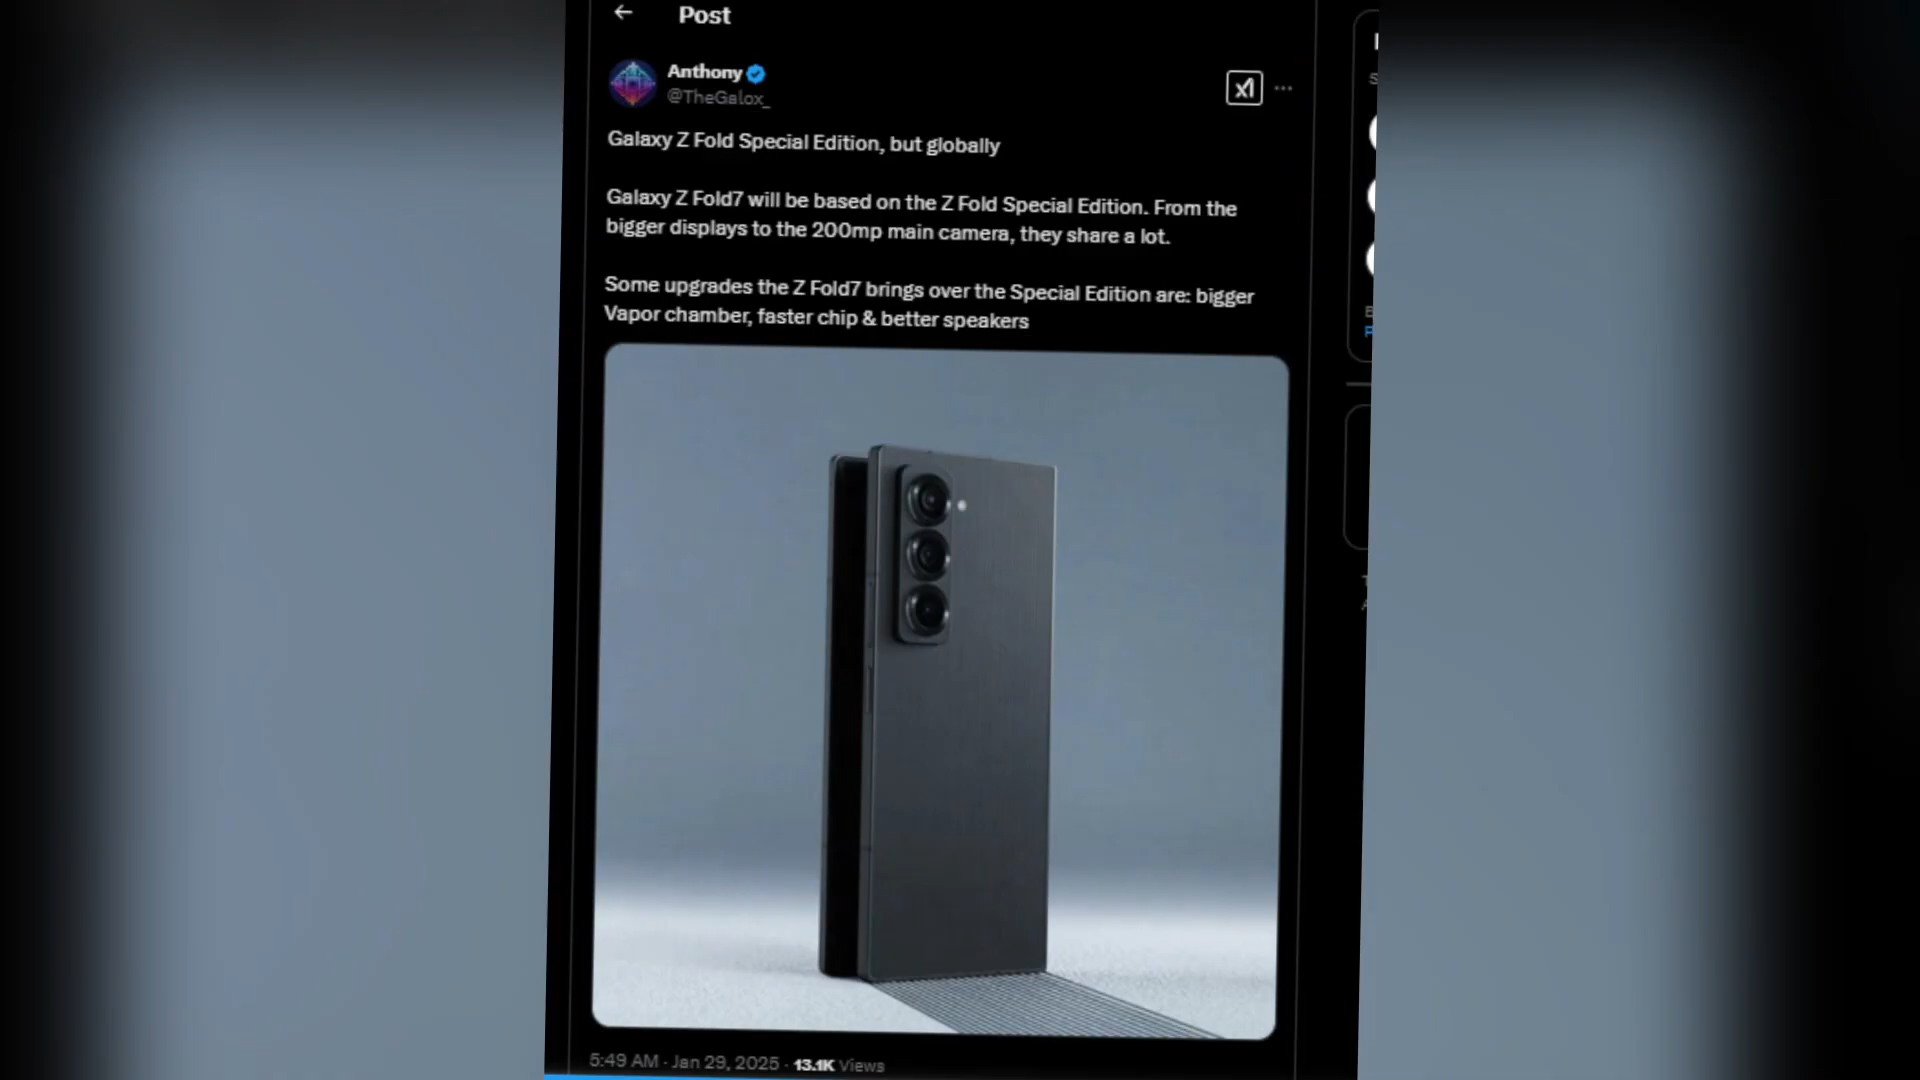 Post
Anthony
@TheGalox_
Galaxy Z Fold Special Edition, but globally
Galaxy Z Fold7 will be based on the Z Fold Special Edition. From the
bigger displays to the 200mp main camera, they share a lot.
Some upgrades the Z Fold7 brings over the Special Edition are: bigger
Vapor chamber, faster chip & better speakers
5:49 AM · Jan 29, 2025 · 13.1K Views